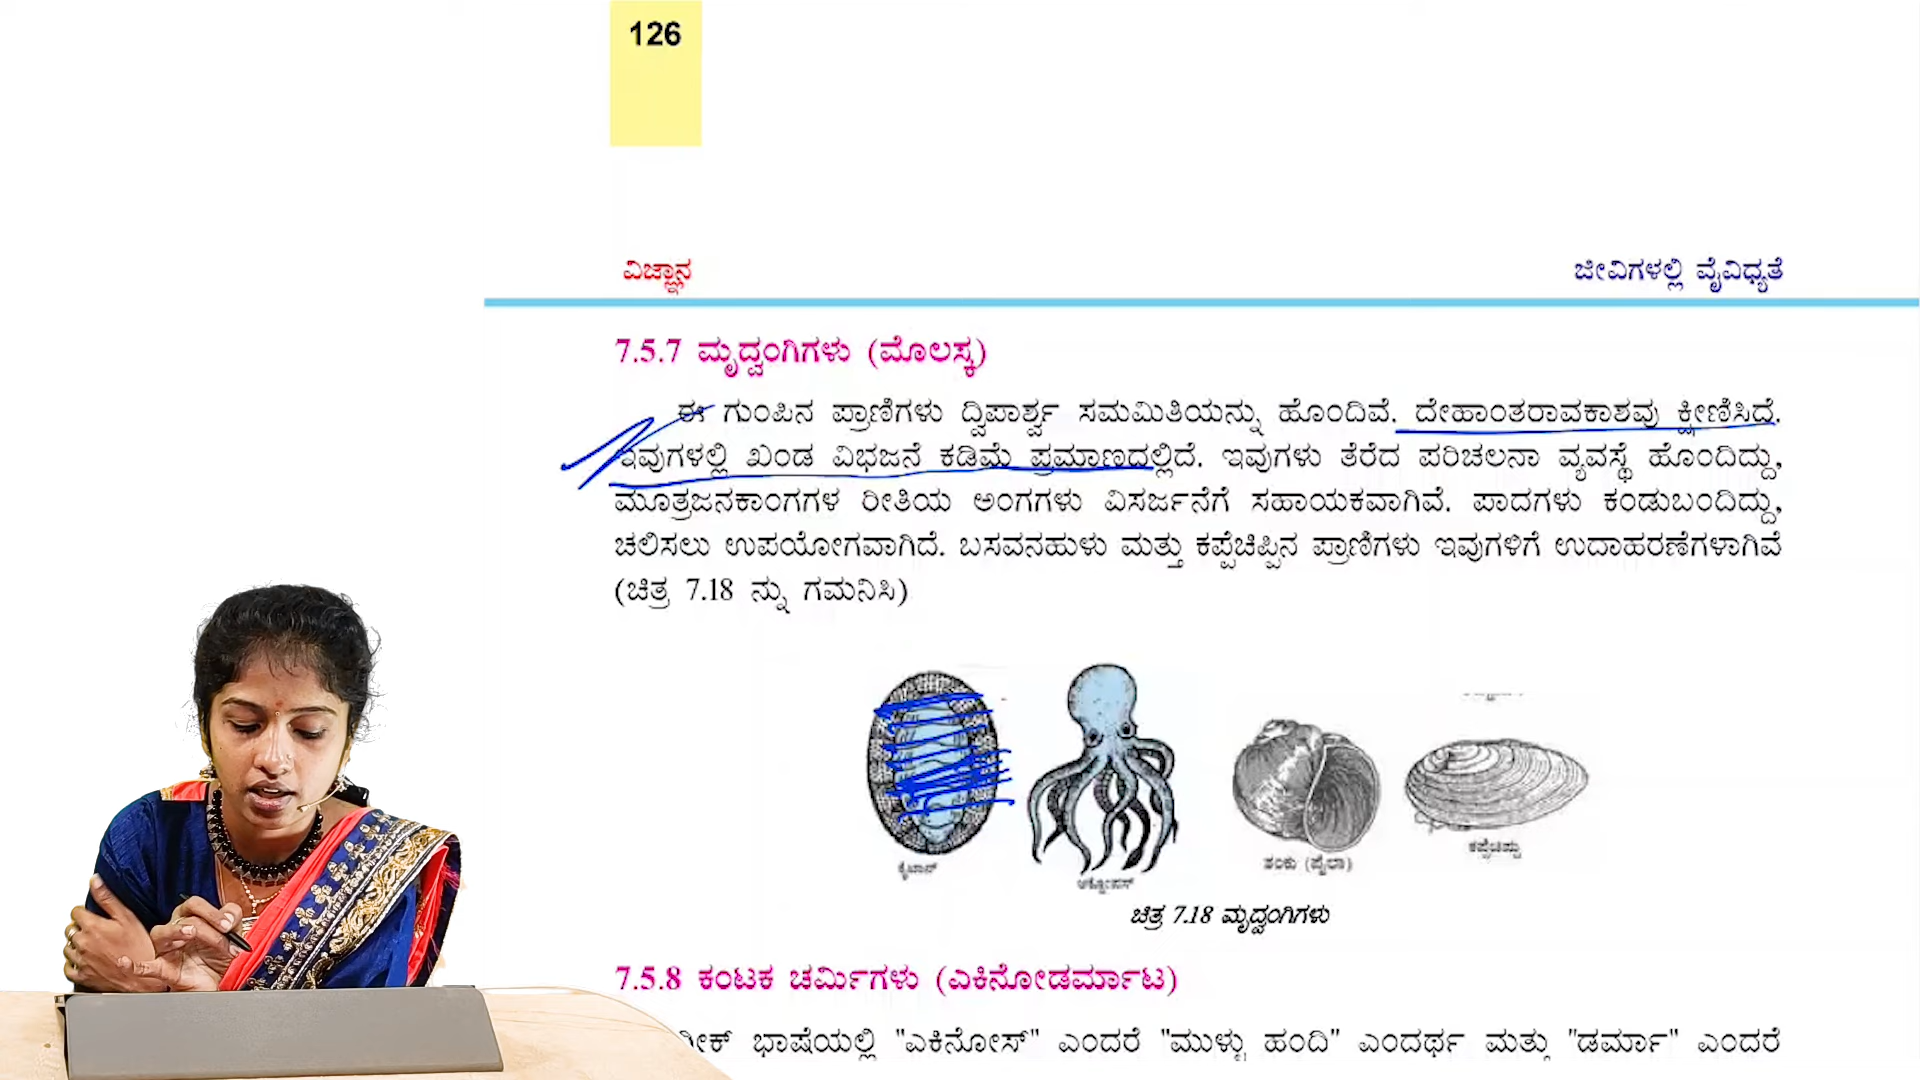 126
ವಿಜ್ಞಾನ
ಜೀವಿಗಳಲ್ಲಿ ವೈವಿಧ್ಯತೆ
7.5.7 ಮೃದ್ವಂಗಿಗಳು (ಮೊಲಸ್ಕ)
ಈ ಗುಂಪಿನ ಪ್ರಾಣಿಗಳು ದ್ವಿಪಾರ್ಶ್ವ ಸಮಮಿತಿಯನ್ನು ಹೊಂದಿವೆ. ದೇಹಾಂತರಾವಕಾಶವು ಕ್ಷೀಣಿಸಿದೆ.
ಇವುಗಳಲ್ಲಿ ಖಂಡ ವಿಭಜನೆ ಕಡಿಮೆ ಪ್ರಮಾಣದಲ್ಲಿದೆ. ಇವುಗಳು ತೆರೆದ ಪರಿಚಲನಾ ವ್ಯವಸ್ಥೆ ಹೊಂದಿದ್ದು,
ಮೂತ್ರಜನಕಾಂಗಗಳ ರೀತಿಯ ಅಂಗಗಳು ವಿಸರ್ಜನೆಗೆ ಸಹಾಯಕವಾಗಿವೆ. ಪಾದಗಳು ಕಂಡುಬಂದಿದ್ದು,
ಚಲಿಸಲು ಉಪಯೋಗವಾಗಿದೆ. ಬಸವನಹುಳು ಮತ್ತು ಕಪ್ಪೆಚಿಪ್ಪಿನ ಪ್ರಾಣಿಗಳು ಇವುಗಳಿಗೆ ಉದಾಹರಣೆಗಳಾಗಿವೆ
(ಚಿತ್ರ 7.18 ನ್ನು ಗಮನಿಸಿ)
ಕೈಟಾನ್
ಆಕ್ಟೋಪಸ್
ಶಂಕು (ಪೈಲಾ)
ಕಪ್ಪೆಚಿಪ್ಪು
ಚಿತ್ರ 7.18 ಮೃದ್ವಂಗಿಗಳು
7.5.8 ಕಂಟಕ ಚರ್ಮಿಗಳು (ಎಕಿನೋಡರ್ಮಾಟ)
ಭಾಷೆಯಲ್ಲಿ "ಎಕಿನೋಸ್" ಎಂದರೆ "ಮುಳ್ಳು ಹಂದಿ" ಎಂದರ್ಥ ಮತ್ತು "ಡರ್ಮಾ" ಎಂದರೆ